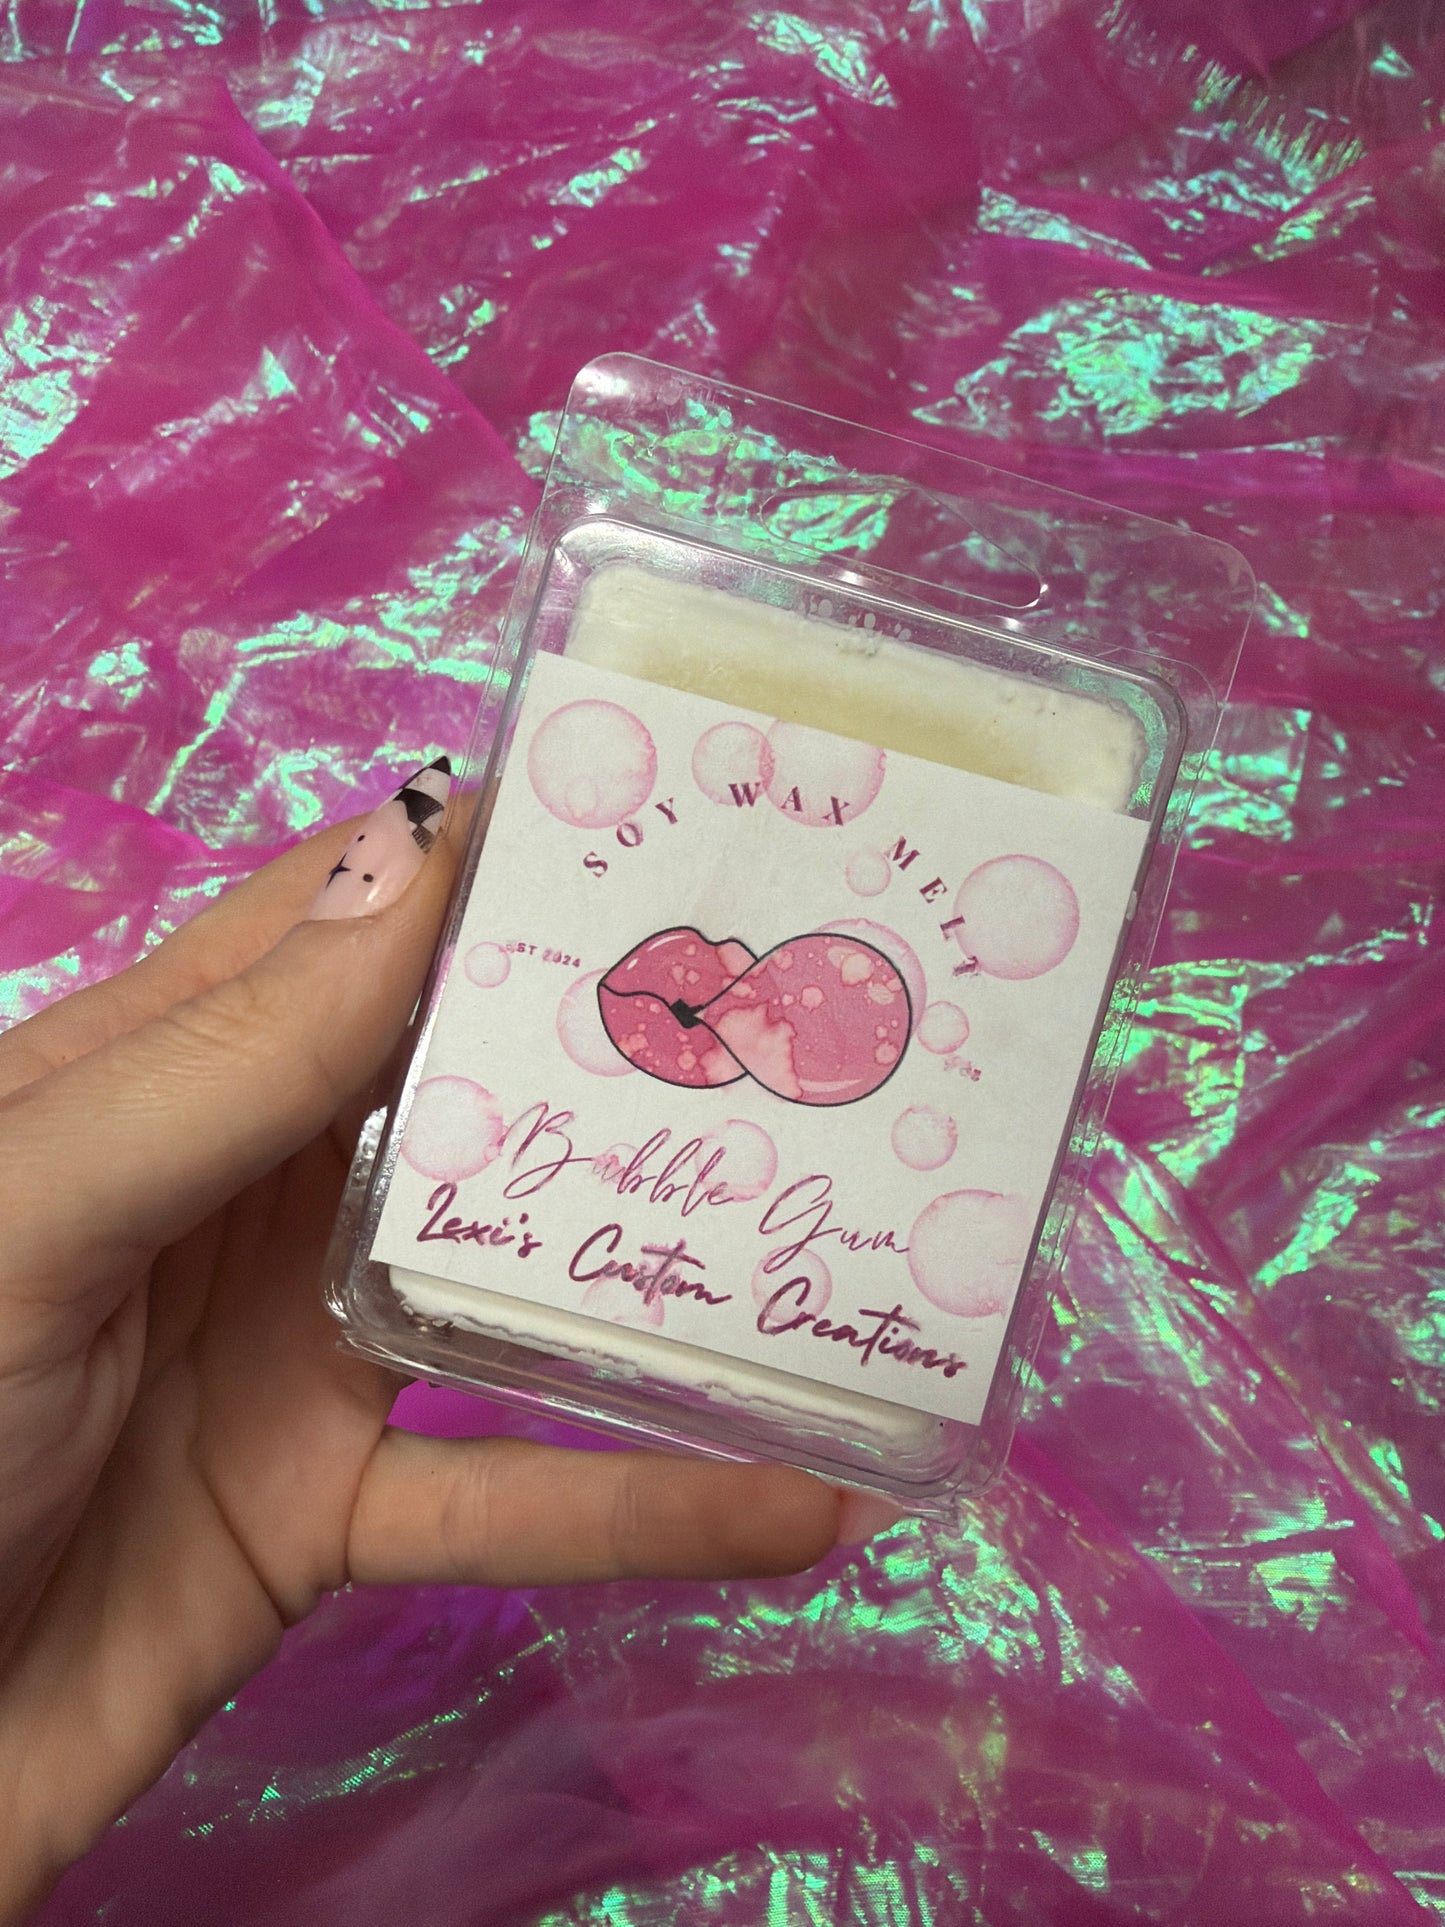 SOY WAX MELT
EST 2024
Bubble Gum
Lexi's Custom Creations